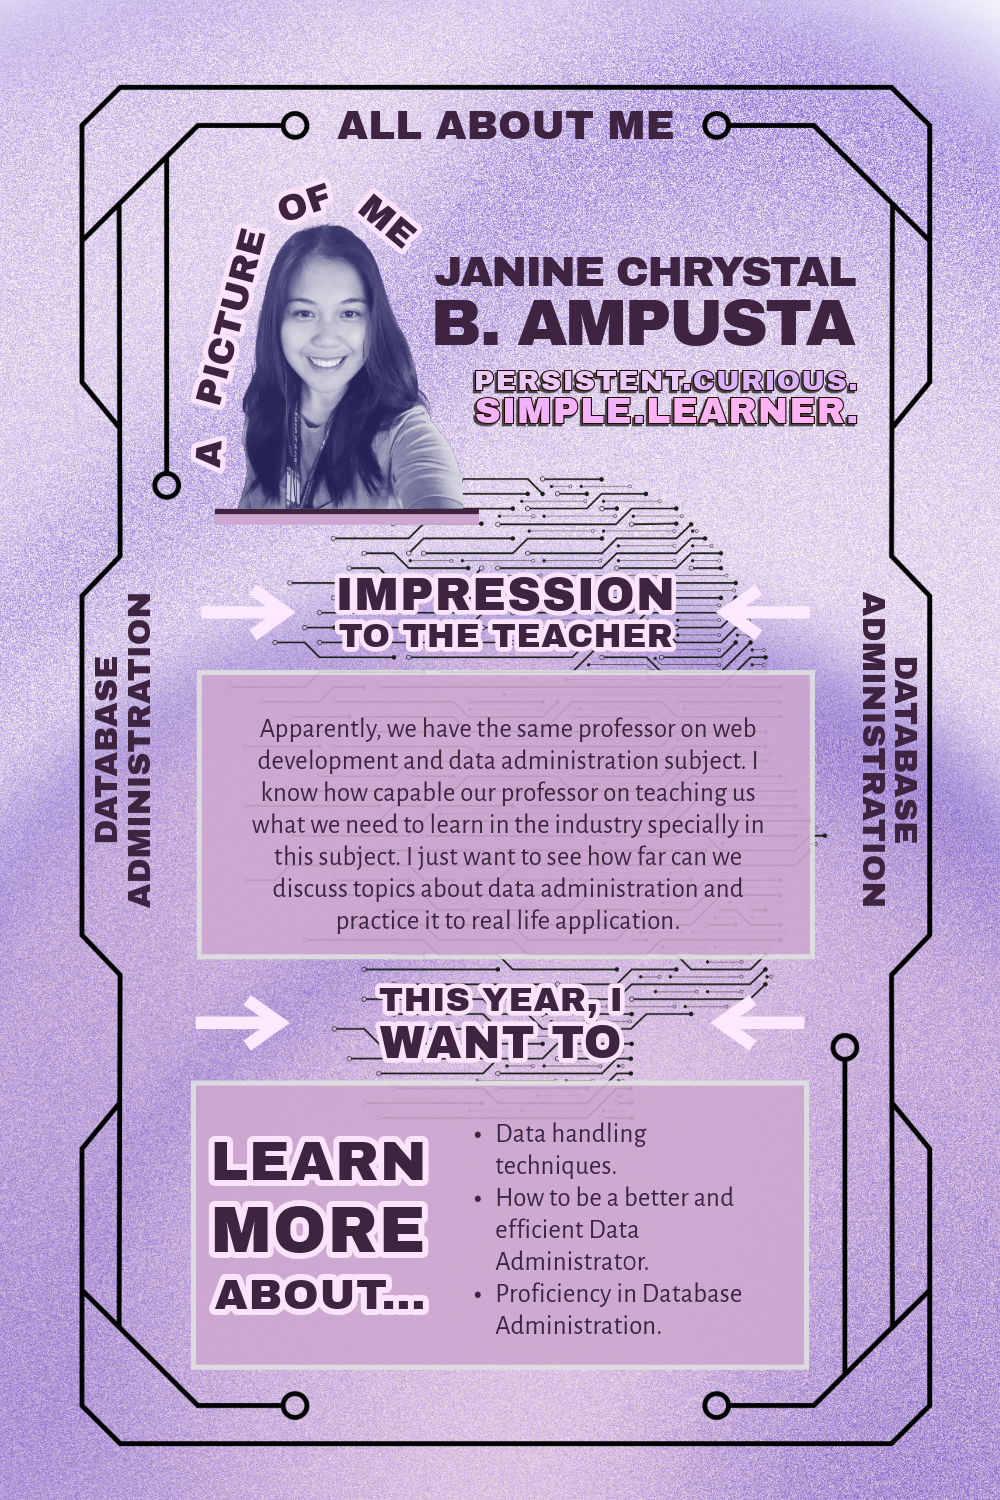 ALL ABOUT ME
A PICTURE OF ME
JANINE CHRYSTAL
B. AMPUSTA
PERSISTENT.CURIOUS.
SIMPLE.LEARNER.
IMPRESSION
TO THE TEACHER
DATABASE
ADMINISTRATION
DATABASE
ADMINISTRATION
Apparently, we have the same professor on web
development and data administration subject. I
know how capable our professor on teaching us
what we need to learn in the industry specially in
this subject. I just want to see how far can we
discuss topics about data administration and
practice it to real life application.
THIS YEAR, I
WANT TO
LEARN
MORE
ABOUT...
• Data handling
techniques.
• How to be a better and
efficient Data
Administrator.
• Proficiency in Database
Administration.